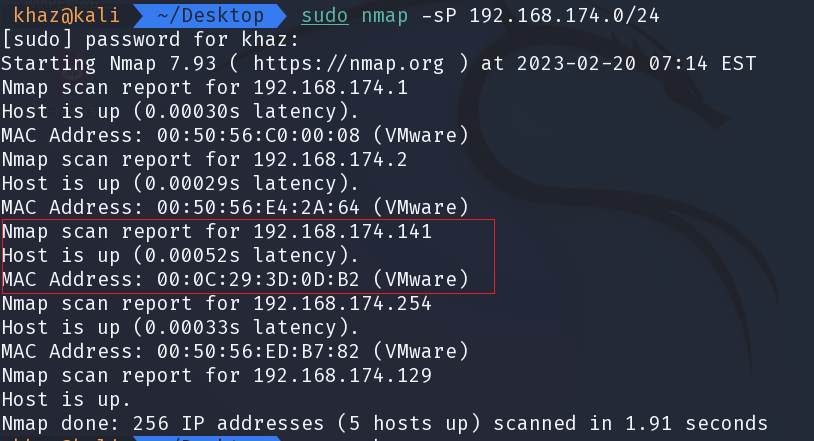 khaz@kali ~/Desktop sudo nmap -sP 192.168.174.0/24
[sudo] password for khaz:
Starting Nmap 7.93 ( https://nmap.org ) at 2023-02-20 07:14 EST
Nmap scan report for 192.168.174.1
Host is up (0.00030s latency).
MAC Address: 00:50:56:C0:00:08 (VMware)
Nmap scan report for 192.168.174.2
Host is up (0.00029s latency).
MAC Address: 00:50:56:E4:2A:64 (VMware)
Nmap scan report for 192.168.174.141
Host is up (0.00052s latency).
MAC Address: 00:0C:29:3D:0D:B2 (VMware)
Nmap scan report for 192.168.174.254
Host is up (0.00033s latency).
MAC Address: 00:50:56:ED:B7:82 (VMware)
Nmap scan report for 192.168.174.129
Host is up.
Nmap done: 256 IP addresses (5 hosts up) scanned in 1.91 seconds